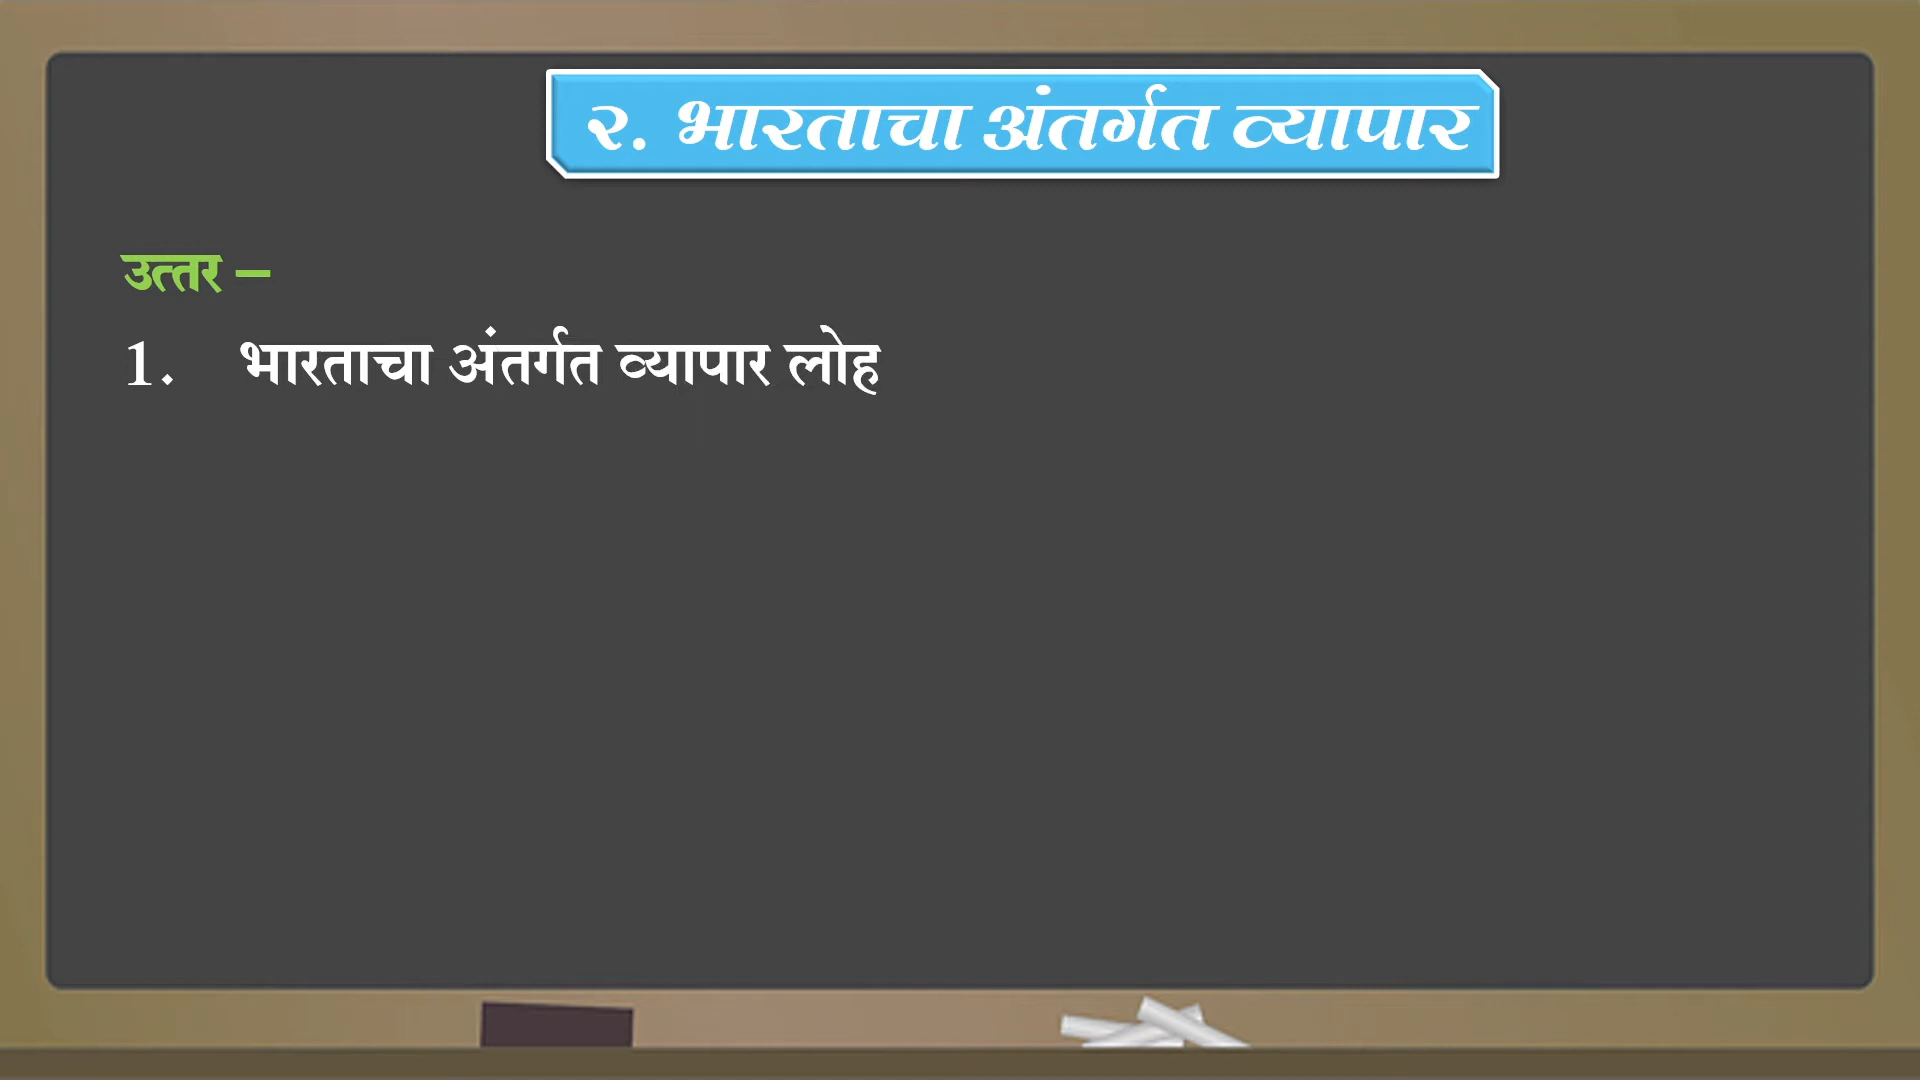 २. भारताचा अंतर्गत व्यापार
उत्तर –
1. भारताचा अंतर्गत व्यापार लोह